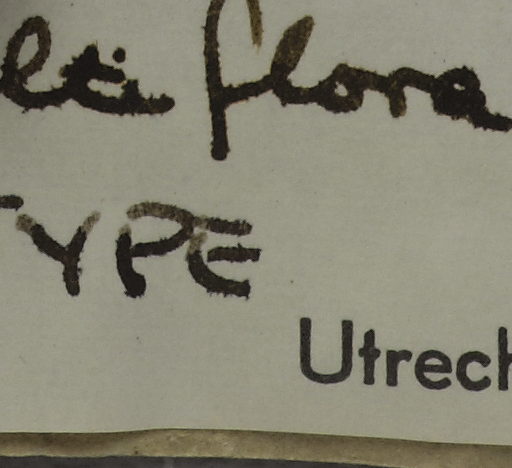 lti flora
TYPE
Utrech